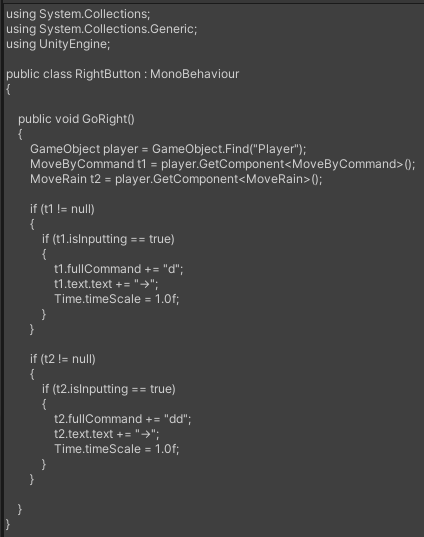 using System.Collections;
using System.Collections.Generic;
using UnityEngine;

public class RightButton : MonoBehaviour
{

    public void GoRight()
    {
        GameObject player = GameObject.Find("Player");
        MoveByCommand t1 = player.GetComponent<MoveByCommand>();
        MoveRain t2 = player.GetComponent<MoveRain>();

        if (t1 != null)
        {
            if (t1.isInputting == true)
            {
                t1.fullCommand += "d";
                t1.text.text += "→";
                Time.timeScale = 1.0f;
            }
        }

        if (t2 != null)
        {
            if (t2.isInputting == true)
            {
                t2.fullCommand += "dd";
                t2.text.text += "→";
                Time.timeScale = 1.0f;
            }
        }

    }
}